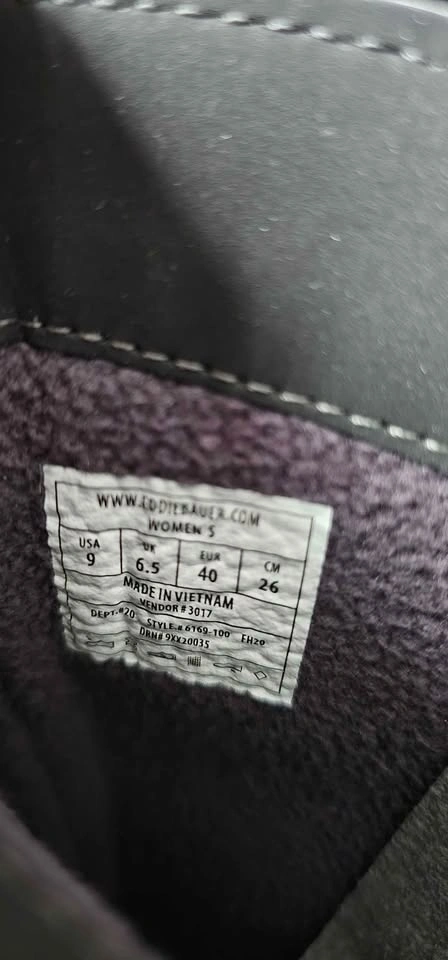 WWW.EDDIEBAUER.COM
WOMEN'S
USA UK EUR CM
9 6.5 40 26
MADE IN VIETNAM
VENDOR # 3017
DEPT-#20 STYLE.# 6169-100 FH20
DRH# 9XX20035